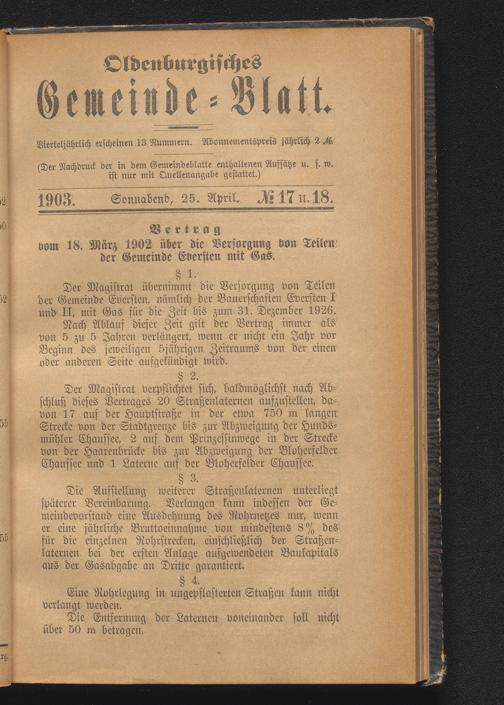 Oldenburgisches
Gemeinde-Blatt.
Vierteljährlich erscheinen 13 Nummern. Abonnementspreis jährlich 2 ℳ.
(Der Nachdruck der in dem Gemeindeblatte enthaltenen Aufsätze u. s. w.
ist nur mit Quellenangabe gestattet.)
1903. Sonnabend, 25. April. № 17 u. 18.
Vertrag
vom 18. März 1902 über die Versorgung von Teilen
der Gemeinde Eversten mit Gas.
§ 1.
Der Magistrat übernimmt die Versorgung von Teilen
der Gemeinde Eversten, nämlich der Bauerschaften Eversten I
und II, mit Gas für die Zeit bis zum 31. Dezember 1926.
Nach Ablauf dieser Zeit gilt der Vertrag immer als
von 5 zu 5 Jahren verlängert, wenn er nicht ein Jahr vor
Beginn des jeweiligen 5jährigen Zeitraums von der einen
oder anderen Seite aufgekündigt wird.
§ 2.
Der Magistrat verpflichtet sich, baldmöglichst nach Ab-
schluß dieses Vertrages 20 Straßenlaternen aufzustellen, da-
von 17 auf der Hauptstraße in der etwa 750 m langen
Strecke von der Stadtgrenze bis zur Abzweigung der Hunds-
mühler Chaussee, 2 auf dem Prinzessinwege in der Strecke
von der Haarenbrücke bis zur Abzweigung der Bloherfelder
Chaussee und 1 Laterne auf der Bloherfelder Chaussee.
§ 3.
Die Aufstellung weiterer Straßenlaternen unterliegt
späterer Vereinbarung. Verlangen kann indessen der Ge-
meindevorstand eine Ausdehnung des Rohrnetzes nur, wenn
er eine jährliche Bruttoeinnahme von mindestens 8% des
für die einzelnen Rohrstrecken, einschließlich der Straßen-
laternen bei der ersten Anlage aufgewendeten Baukapitals
aus der Gasabgabe an Dritte garantiert.
§ 4.
Eine Rohrlegung in ungepflasterten Straßen kann nicht
verlangt werden.
Die Entfernung der Laternen voneinander soll nicht
über 50 m betragen.